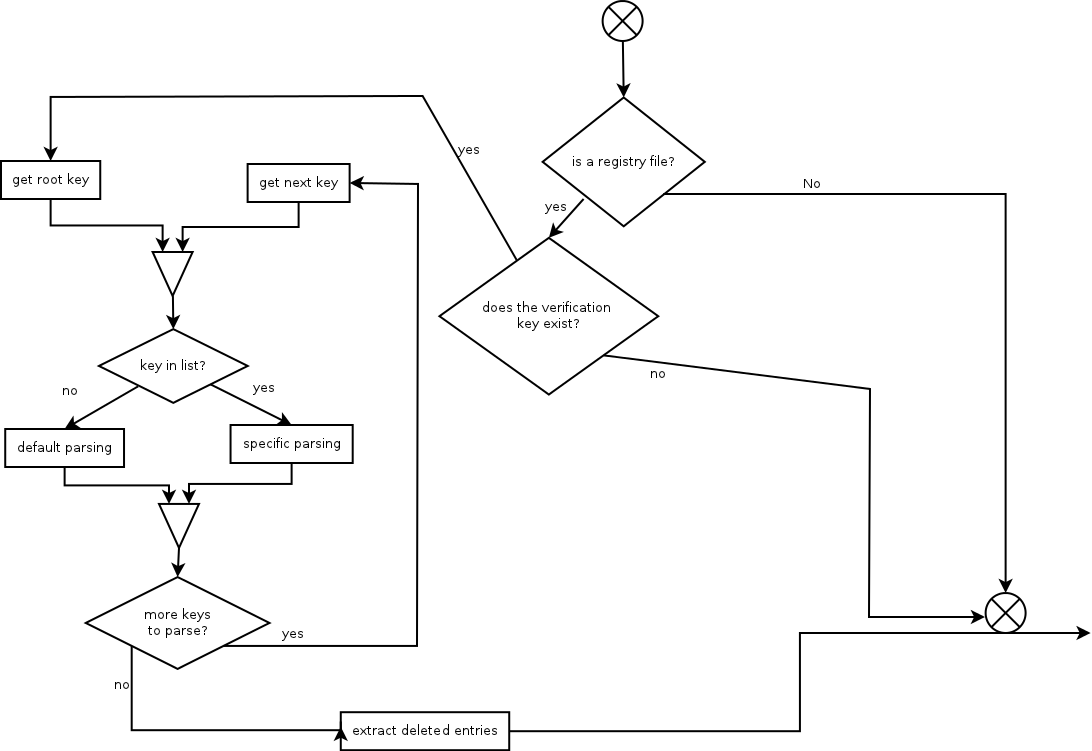 is a registry file?
No
yes
yes
get root key
get next key
does the verification
key exist?
no
key in list?
no
yes
default parsing
specific parsing
more keys
to parse?
yes
no
extract deleted entries